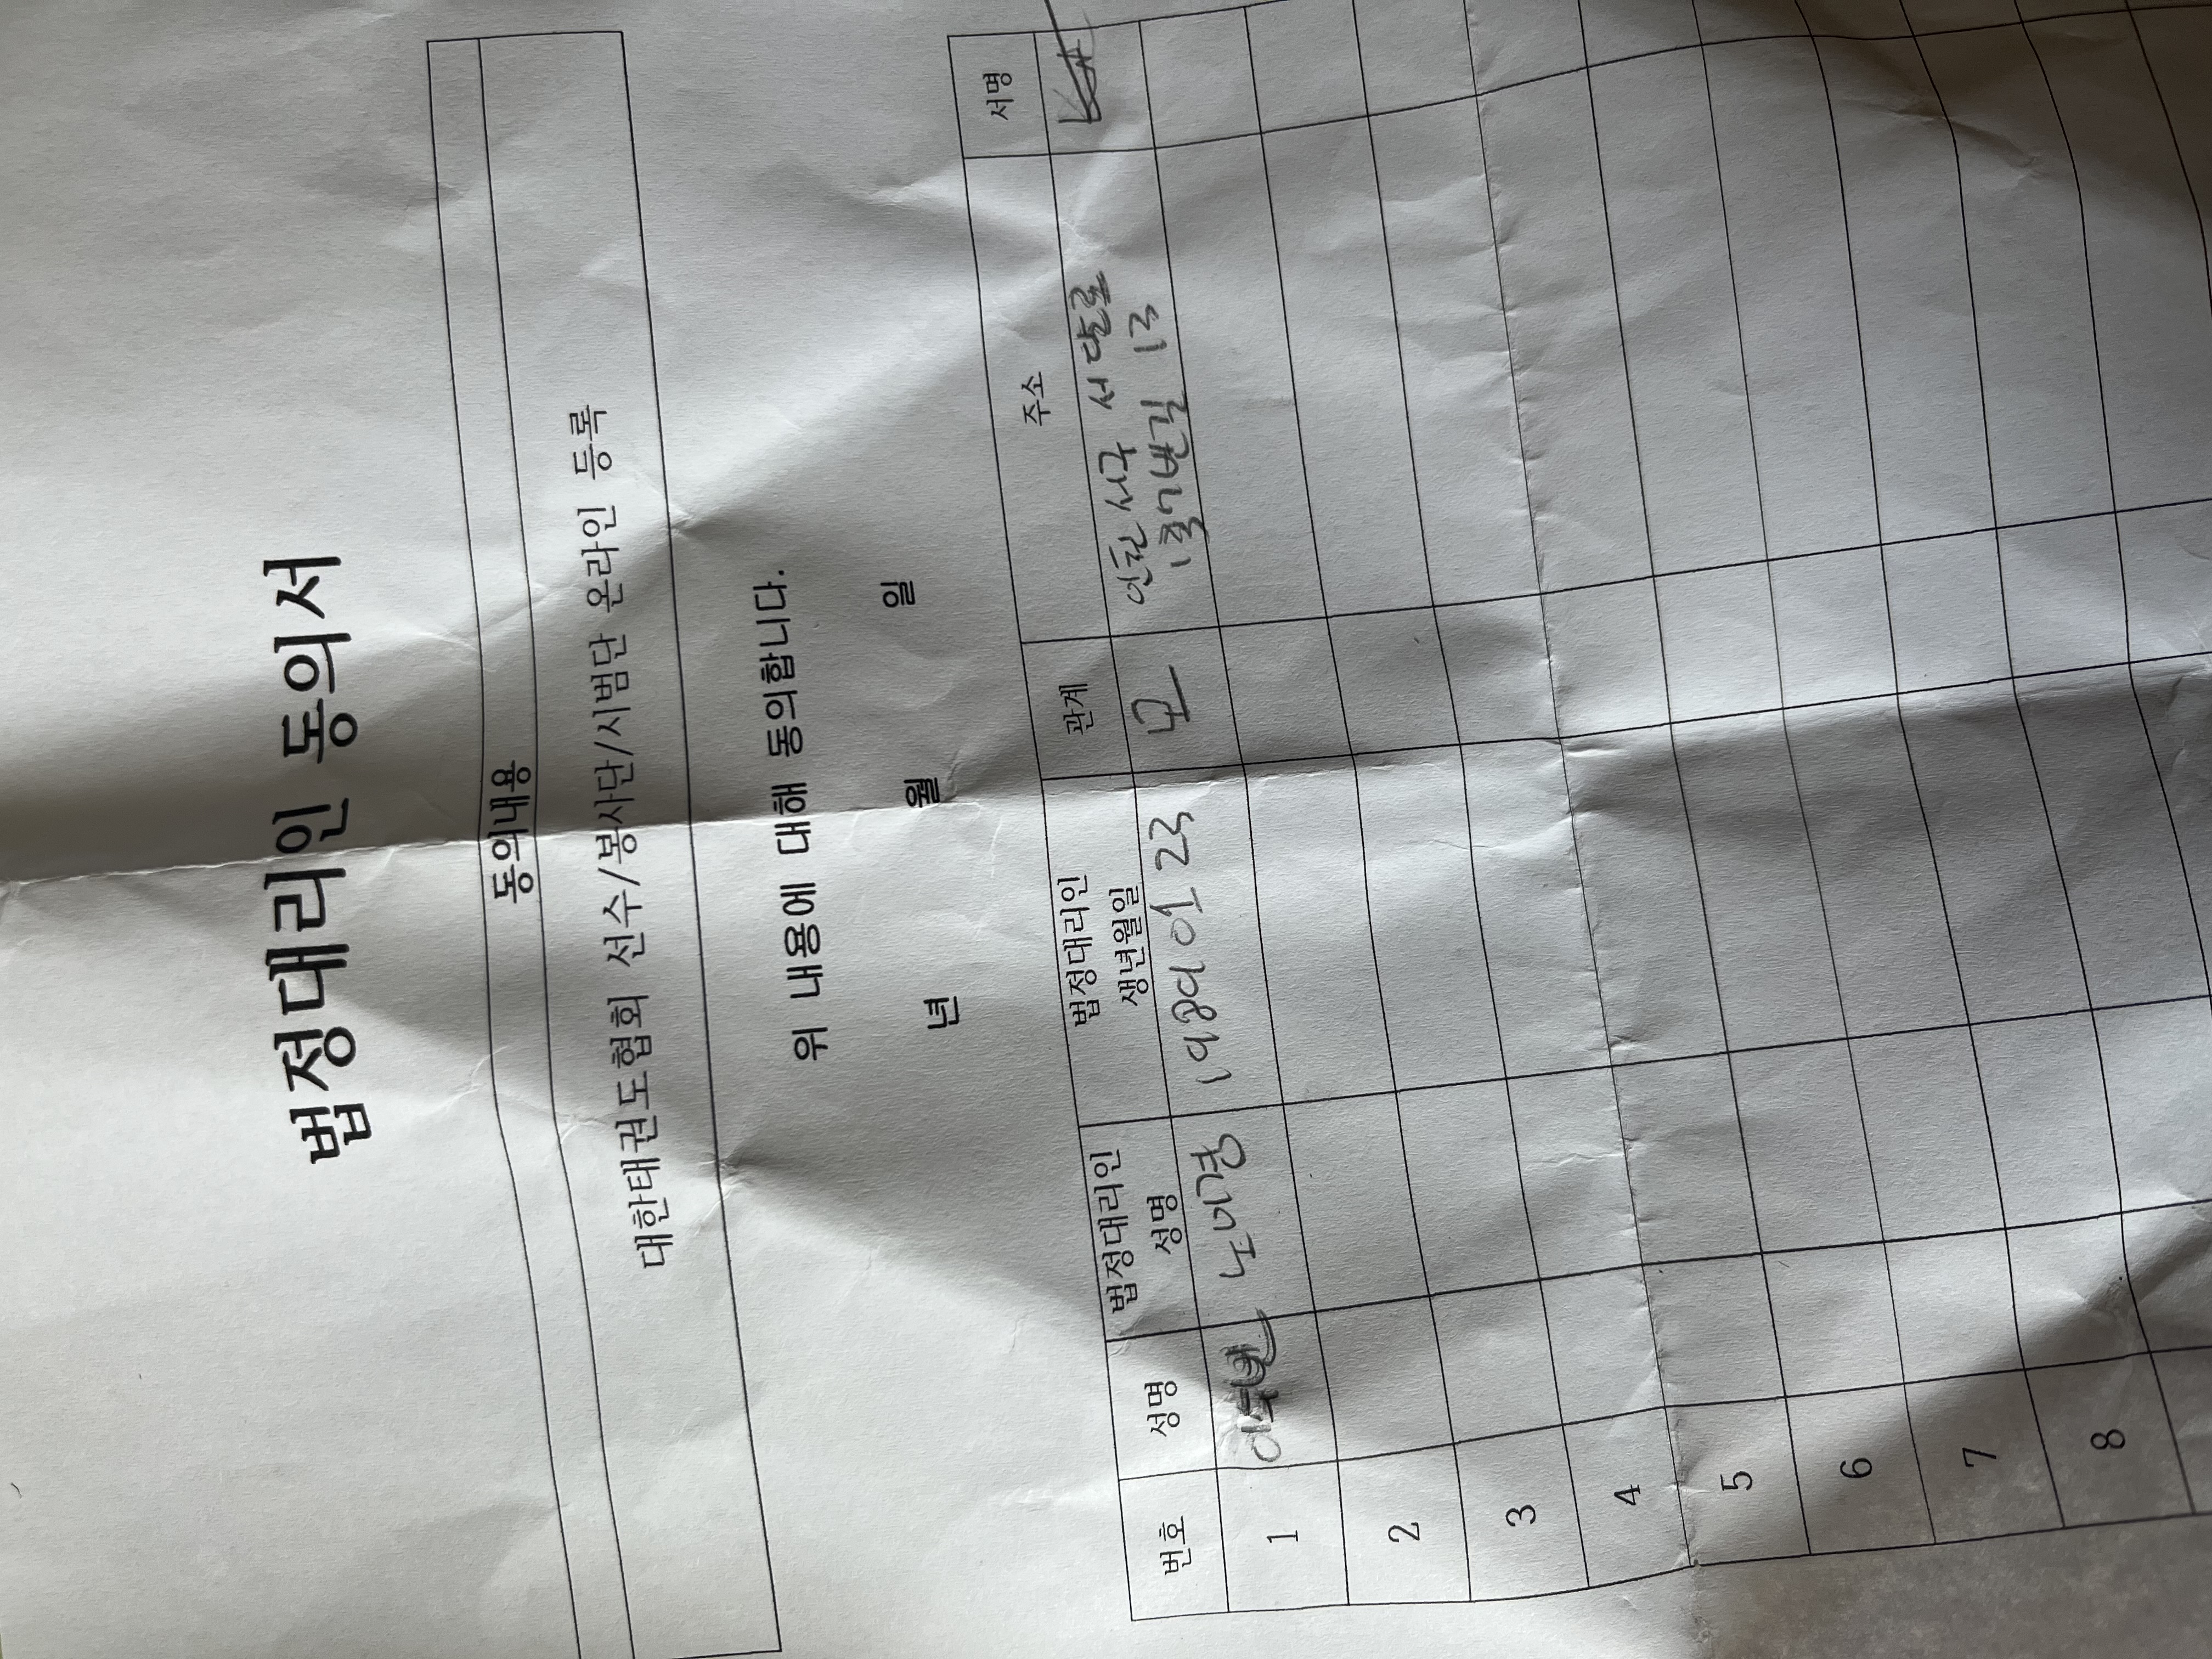 법정대리인 동의서
동의내용
대한태권도협회 선수/봉사단/시범단 온라인 등록
위 내용에 대해 동의합니다.
년 월 일
번호 성명 법정대리인 성명 법정대리인 생년월일 관계 주소 서명
1 노미경 1989 01 23 모 인천 서구 서달로
번길 13
2
3
4
5
6
7
8